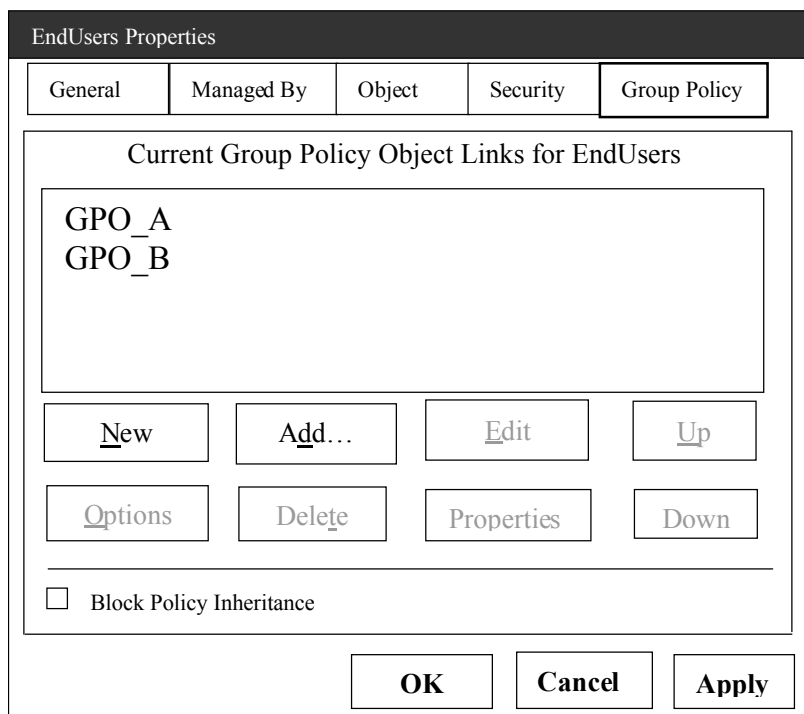 EndUsers Properties
General Managed By Object Security Group Policy
Current Group Policy Object Links for EndUsers
GPO_A
GPO_B
New Add... Edit Up
Options Delete Properties Down
Block Policy Inheritance
OK Cancel Apply